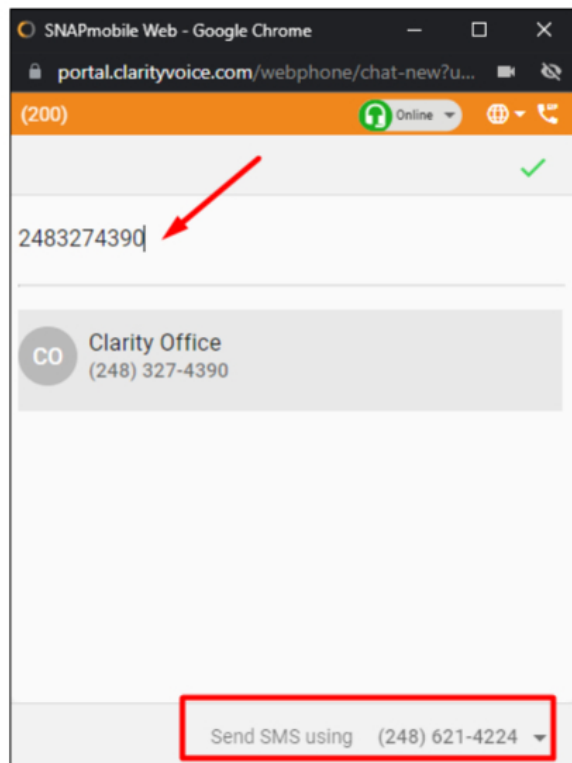 SNAPmobile Web - Google Chrome
portal.clarityvoice.com/webphone/chat-new?u...
(200)
Online
2483274390
CO
Clarity Office
(248) 327-4390
Send SMS using (248) 621-4224